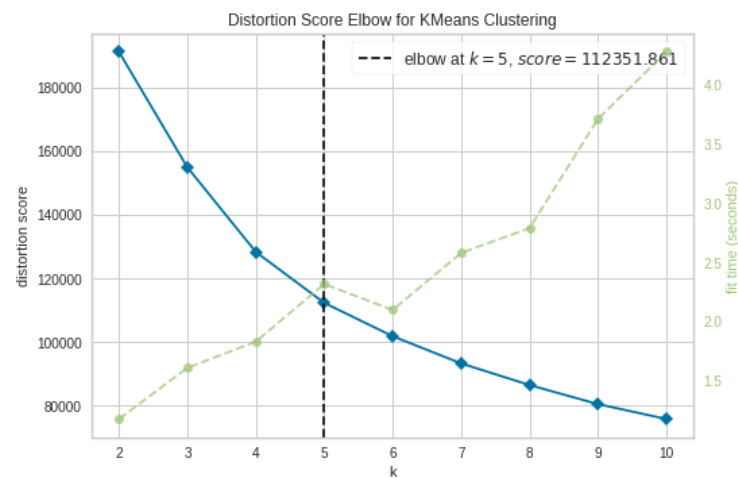 Distortion Score Elbow for KMeans Clustering
elbow at k = 5, score = 112351.861
distortion score
180000
160000
140000
120000
100000
80000
4.0
3.5
3.0
2.5
2.0
1.5
fit time (seconds)
2 3 4 5 6 7 8 9 10
k